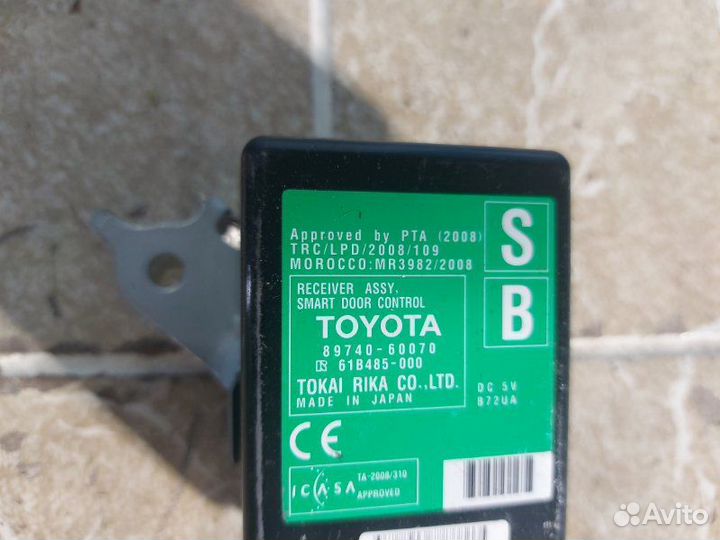 Approved by PTA (2008)
TRC/LPD/2008/109
MOROCCO:MR3982/2008
S
B
RECEIVER ASSY.
SMART DOOR CONTROL
TOYOTA
89740-60070
61B485-000
TOKAI RIKA CO.,LTD.
MADE IN JAPAN
DC 5V
B72UA
CE
ICASA
TA-2008/310
APPROVED
Avito